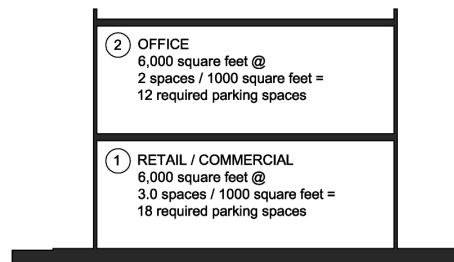 2 OFFICE
6,000 square feet @
2 spaces / 1000 square feet =
12 required parking spaces
1 RETAIL / COMMERCIAL
6,000 square feet @
3.0 spaces / 1000 square feet =
18 required parking spaces